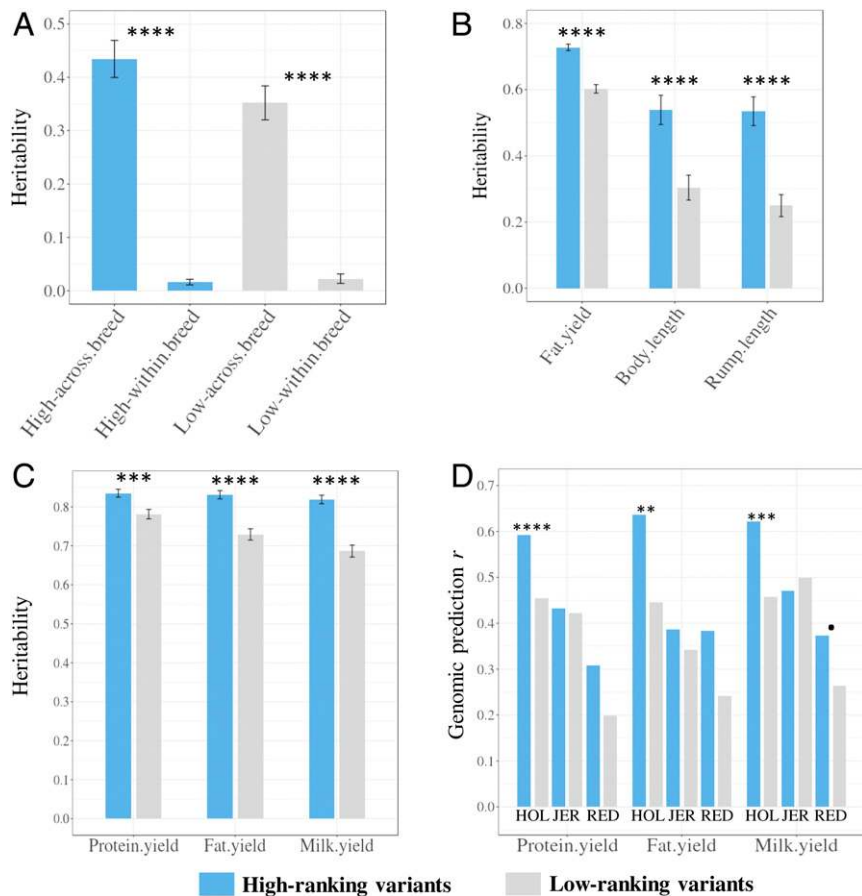 A
Heritability
0.5
0.4
0.3
0.2
0.1
0.0
****
****
High-across.breed
High-within.breed
Low-across.breed
Low-within.breed
B
Heritability
0.8
0.6
0.4
0.2
0.0
****
****
****
Fat.yield
Body.length
Rump.length
C
Heritability
0.8
0.7
0.6
0.5
0.4
0.3
0.2
0.1
0.0
***
****
****
Protein.yield Fat.yield Milk.yield
D
Genomic prediction r
0.7
0.6
0.5
0.4
0.3
0.2
0.1
0.0
****
**
***
•
HOL JER RED HOL JER RED HOL JER RED
Protein.yield Fat.yield Milk.yield
High-ranking variants Low-ranking variants